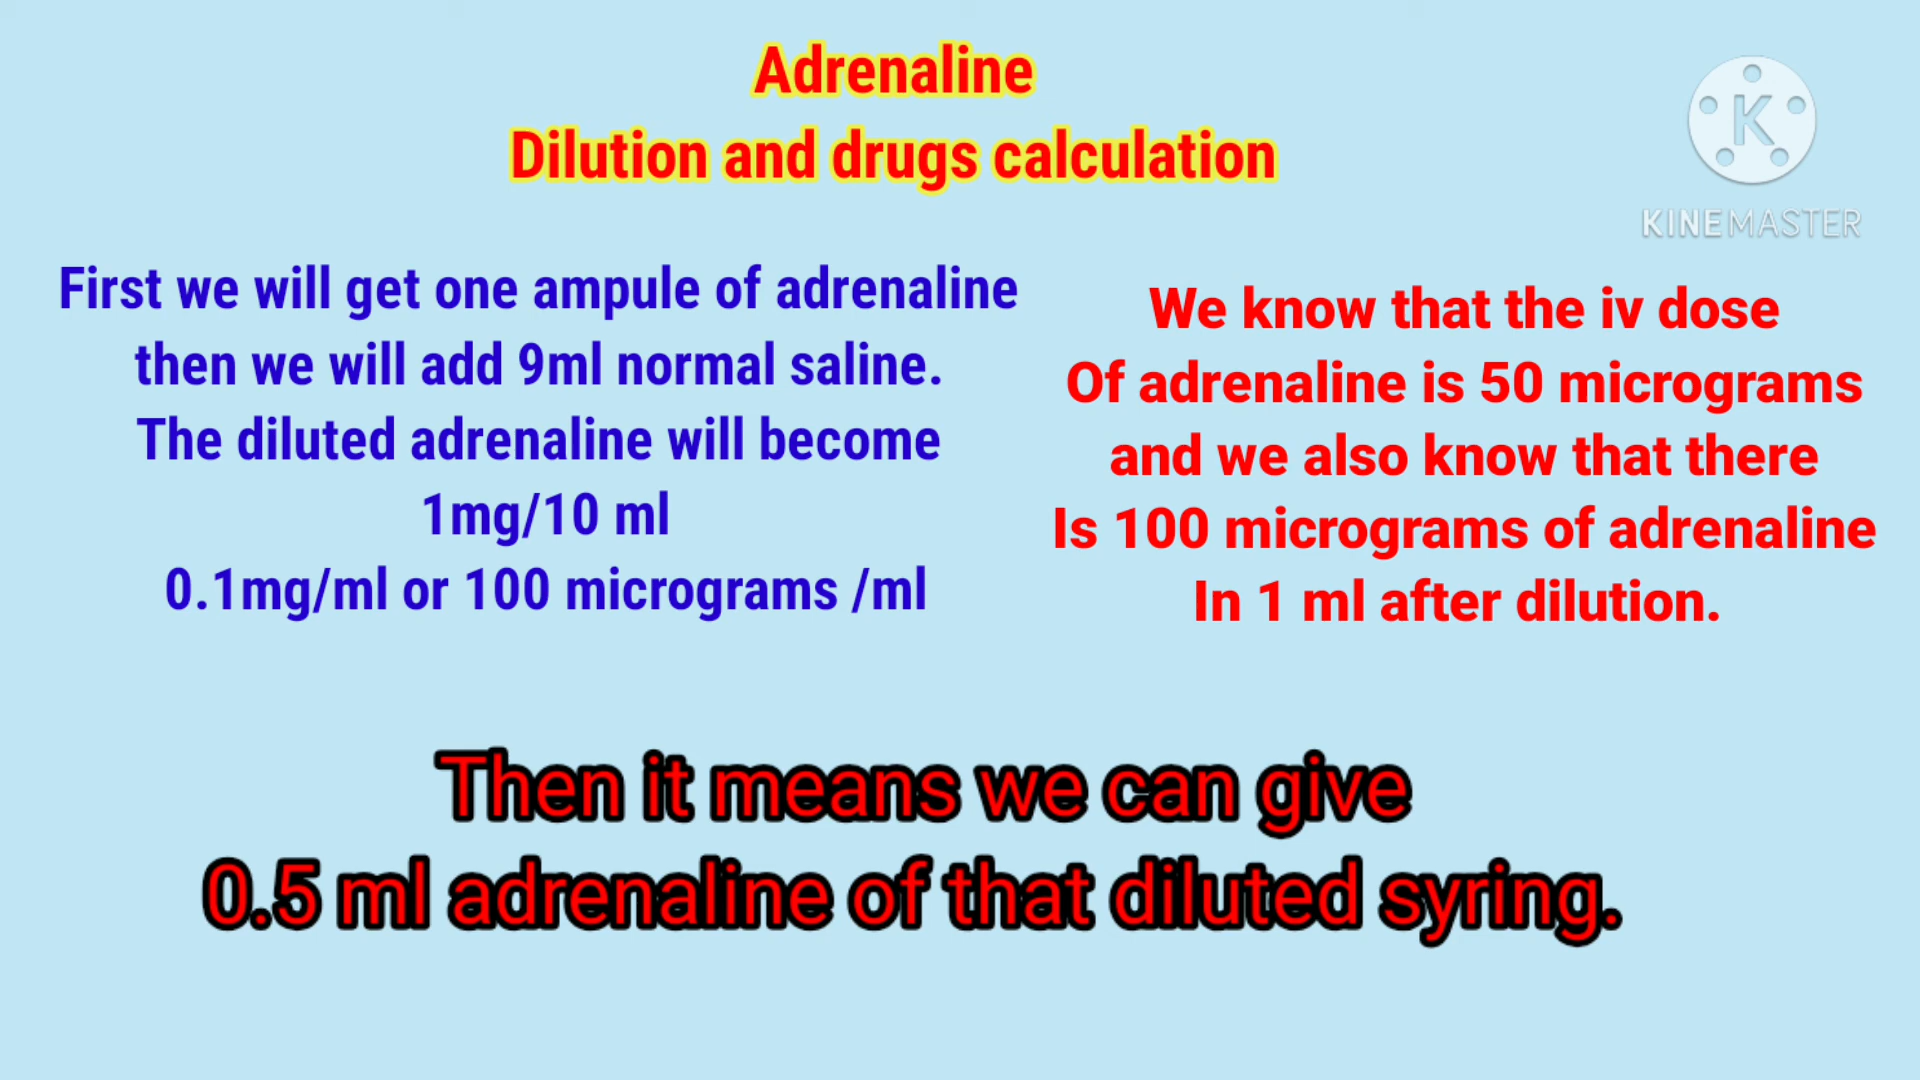 Adrenaline
Dilution and drugs calculation
K
KINEMASTER
First we will get one ampule of adrenaline
then we will add 9ml normal saline.
The diluted adrenaline will become
1mg/10 ml
0.1mg/ml or 100 micrograms /ml
We know that the iv dose
Of adrenaline is 50 micrograms
and we also know that there
Is 100 micrograms of adrenaline
In 1 ml after dilution.
Then it means we can give
0.5 ml adrenaline of that diluted syring.